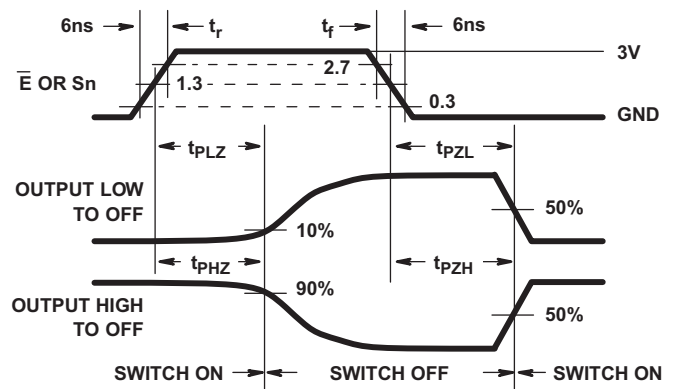 6ns
tr
tf
6ns
E̅ OR Sn
2.7
1.3
0.3
3V
GND
tPLZ
tPZL
OUTPUT LOW
TO OFF
10%
50%
tPHZ
tPZH
OUTPUT HIGH
TO OFF
90%
50%
SWITCH ON
SWITCH OFF
SWITCH ON